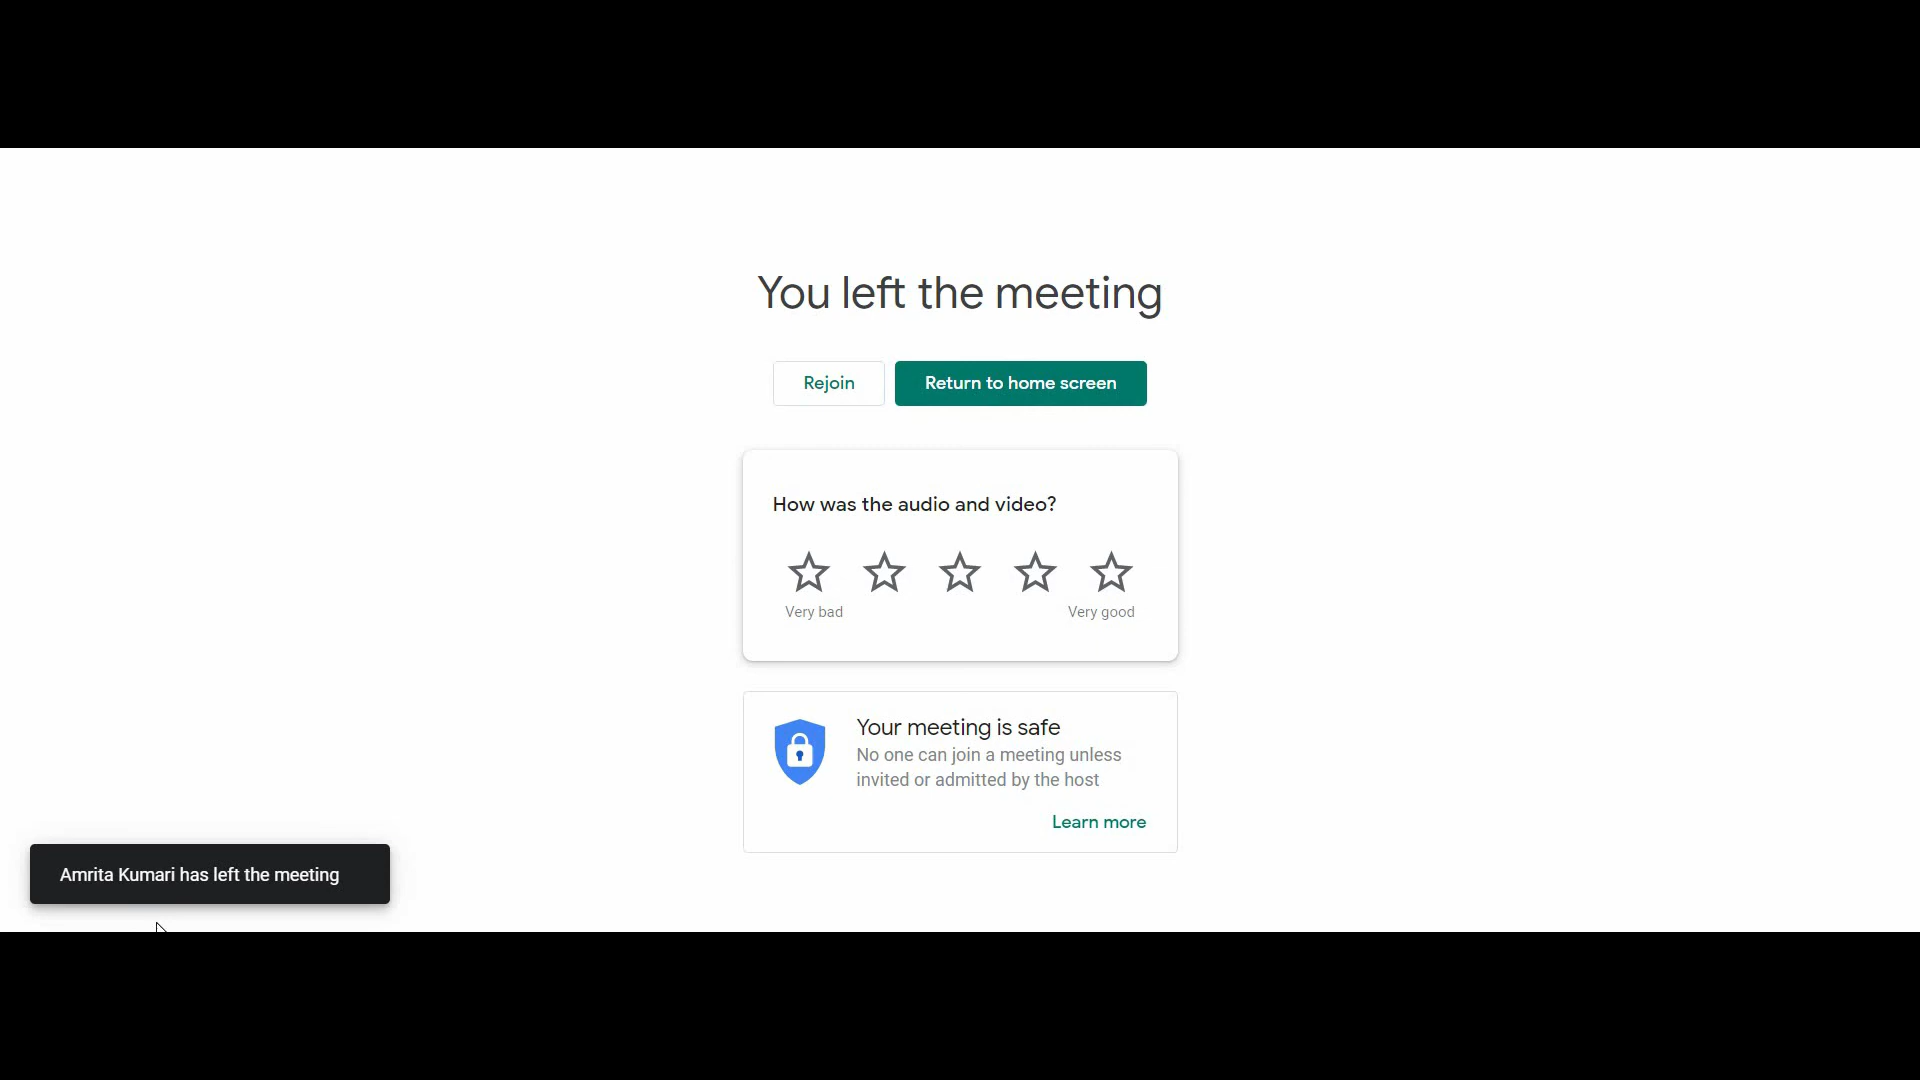 You left the meeting
Rejoin
Return to home screen
How was the audio and video?
Very bad
Very good
Your meeting is safe
No one can join a meeting unless
invited or admitted by the host
Learn more
Amrita Kumari has left the meeting